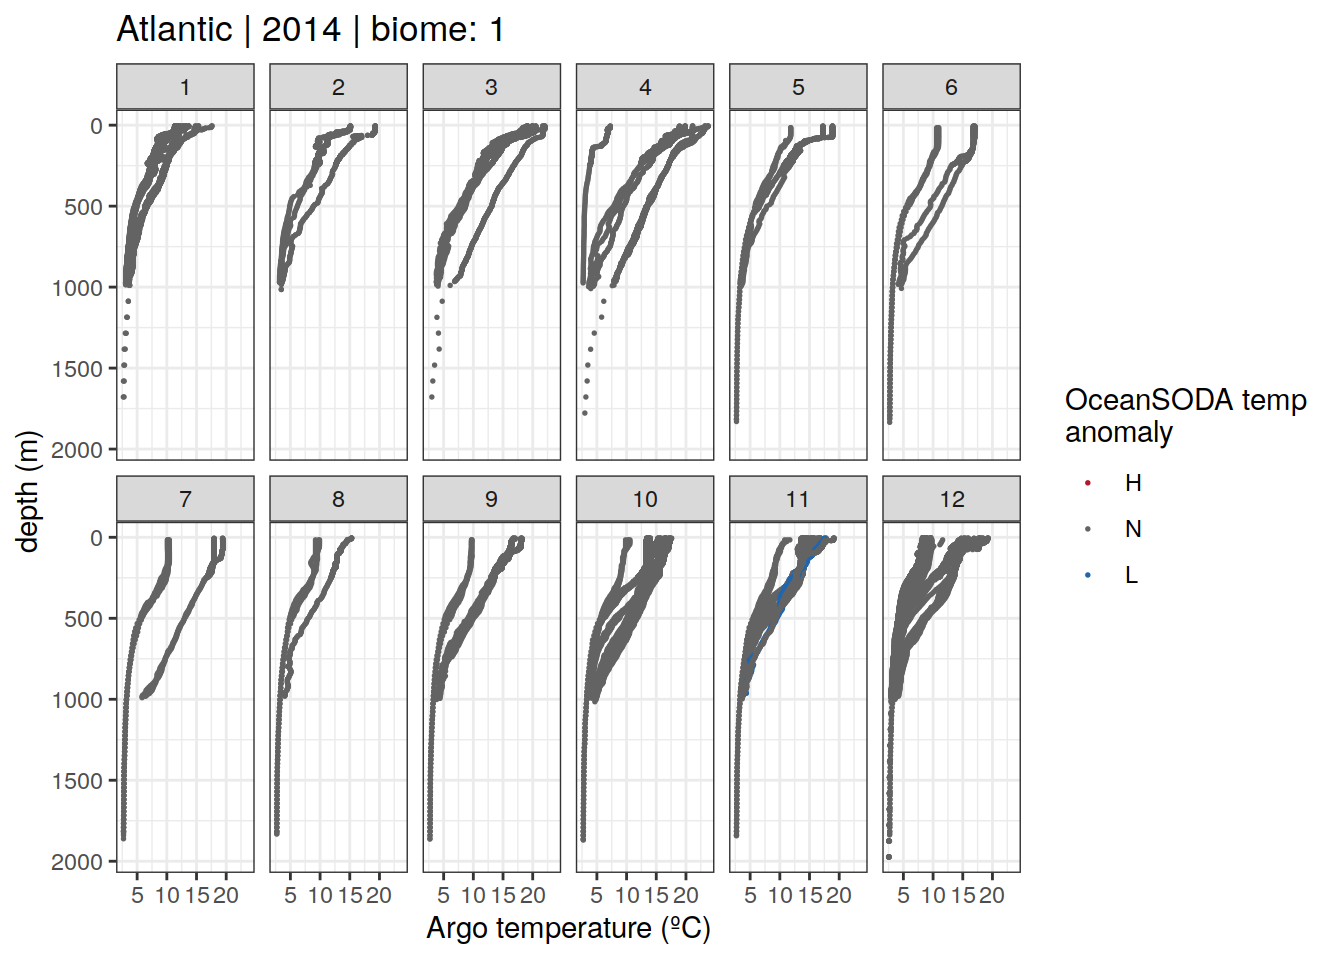 Atlantic | 2014 | biome: 1
1 2 3 4 5 6
0
500
1000
1500
2000
7 8 9 10 11 12
0
500
1000
1500
2000
5 10 15 20 5 10 15 20 5 10 15 20 5 10 15 20 5 10 15 20 5 10 15 20
Argo temperature (ºC)
depth (m)
OceanSODA temp
anomaly
H
N
L